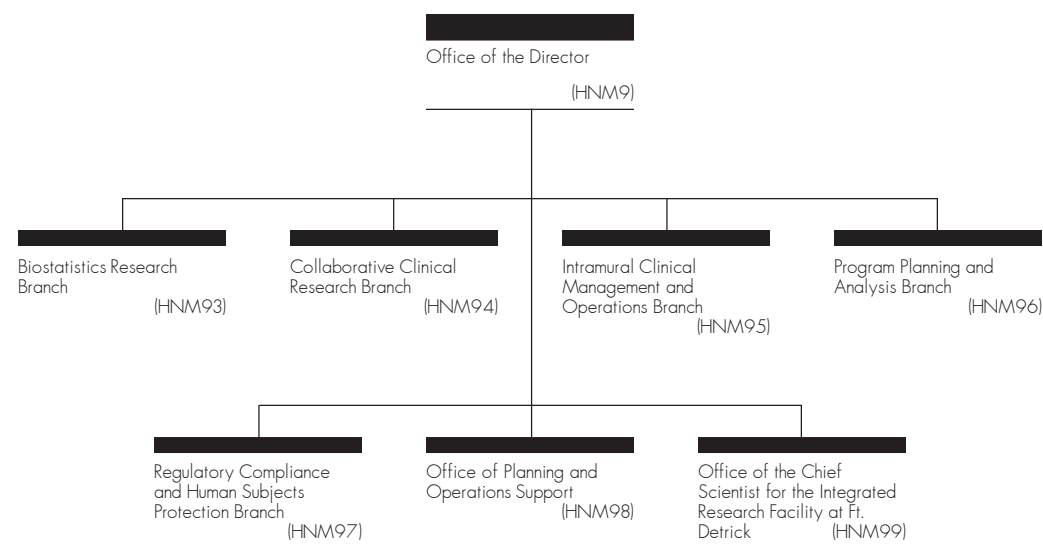 Office of the Director
(HNM9)
Biostatistics Research
Branch
(HNM93)
Collaborative Clinical
Research Branch
(HNM94)
Intramural Clinical
Management and
Operations Branch
(HNM95)
Program Planning and
Analysis Branch
(HNM96)
Regulatory Compliance
and Human Subjects
Protection Branch
(HNM97)
Office of Planning and
Operations Support
(HNM98)
Office of the Chief
Scientist for the Integrated
Research Facility at Ft.
Detrick (HNM99)